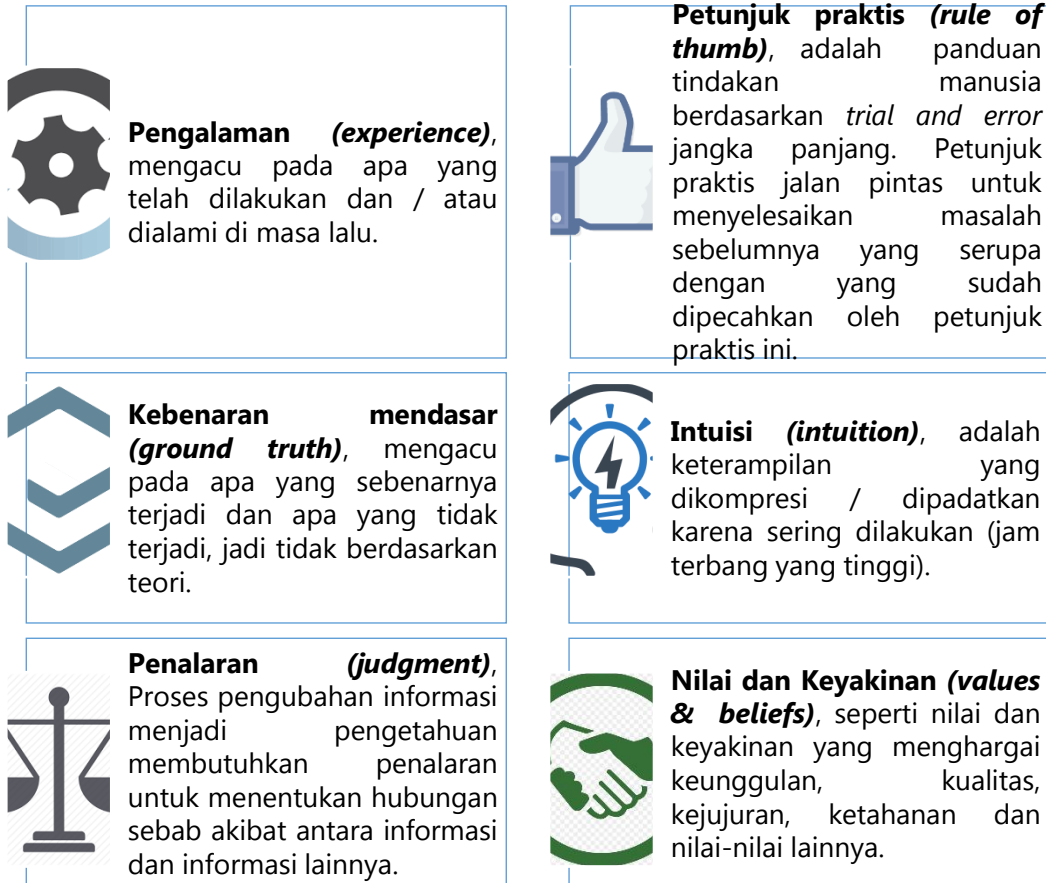 Pengalaman (experience),
mengacu pada apa yang
telah dilakukan dan / atau
dialami di masa lalu.
Petunjuk praktis (rule of
thumb), adalah panduan
tindakan manusia
berdasarkan trial and error
jangka panjang. Petunjuk
praktis jalan pintas untuk
menyelesaikan masalah
sebelumnya yang serupa
dengan yang sudah
dipecahkan oleh petunjuk
praktis ini.
Kebenaran mendasar
(ground truth), mengacu
pada apa yang sebenarnya
terjadi dan apa yang tidak
terjadi, jadi tidak berdasarkan
teori.
Intuisi (intuition), adalah
keterampilan yang
dikompresi / dipadatkan
karena sering dilakukan (jam
terbang yang tinggi).
Penalaran (judgment),
Proses pengubahan informasi
menjadi pengetahuan
membutuhkan penalaran
untuk menentukan hubungan
sebab akibat antara informasi
dan informasi lainnya.
Nilai dan Keyakinan (values
& beliefs), seperti nilai dan
keyakinan yang menghargai
keunggulan, kualitas,
kejujuran, ketahanan dan
nilai-nilai lainnya.